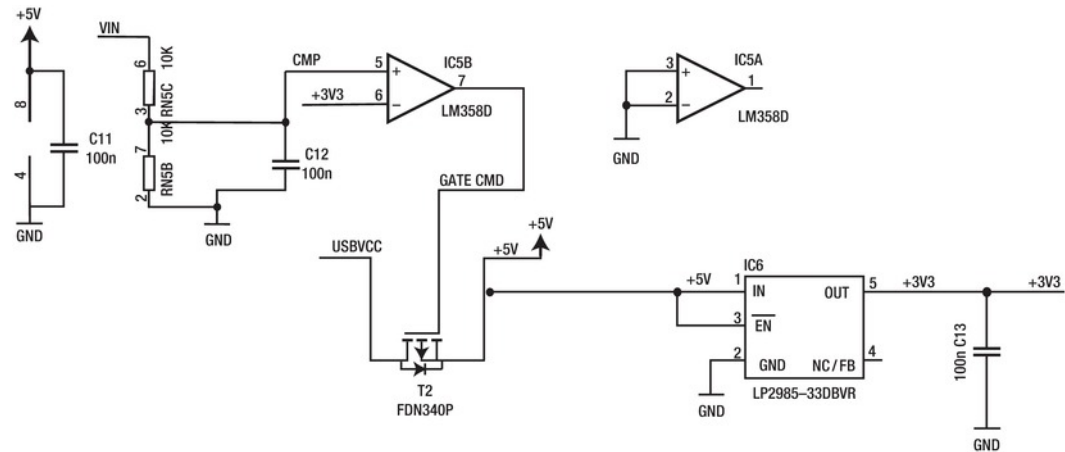 +5V
8
4
C11
100n
GND
VIN
6
10K
RN5C
3
10K
7
RN5B
2
GND
C12
100n
CMP
+3V3
5
+
6
−
IC5B
7
LM358D
GATE CMD
3
+
2
−
IC5A
1
LM358D
GND
USBVCC
T2
FDN340P
+5V
+5V
+5V
IC6
1
IN
3
EN
2
GND
OUT
5
NC/FB
4
LP2985–33DBVR
GND
+3V3
+3V3
100n C13
GND